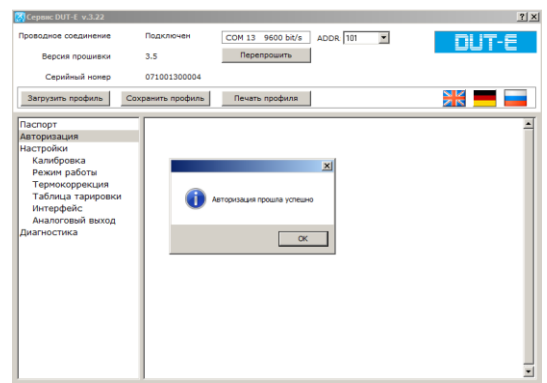 Сервис DUT-E v.3.22
Проводное соединение Подключен COM 13 9600 bit/s ADDR 101
DUT-E
Версия прошивки 3.5 Перепрошить
Серийный номер 071001300004
Загрузить профиль Сохранить профиль Печать профиля
Паспорт
Авторизация
Настройки
Калибровка
Режим работы
Термокоррекция
Таблица тарировки
Интерфейс
Аналоговый выход
Диагностика
Авторизация прошла успешно
OK